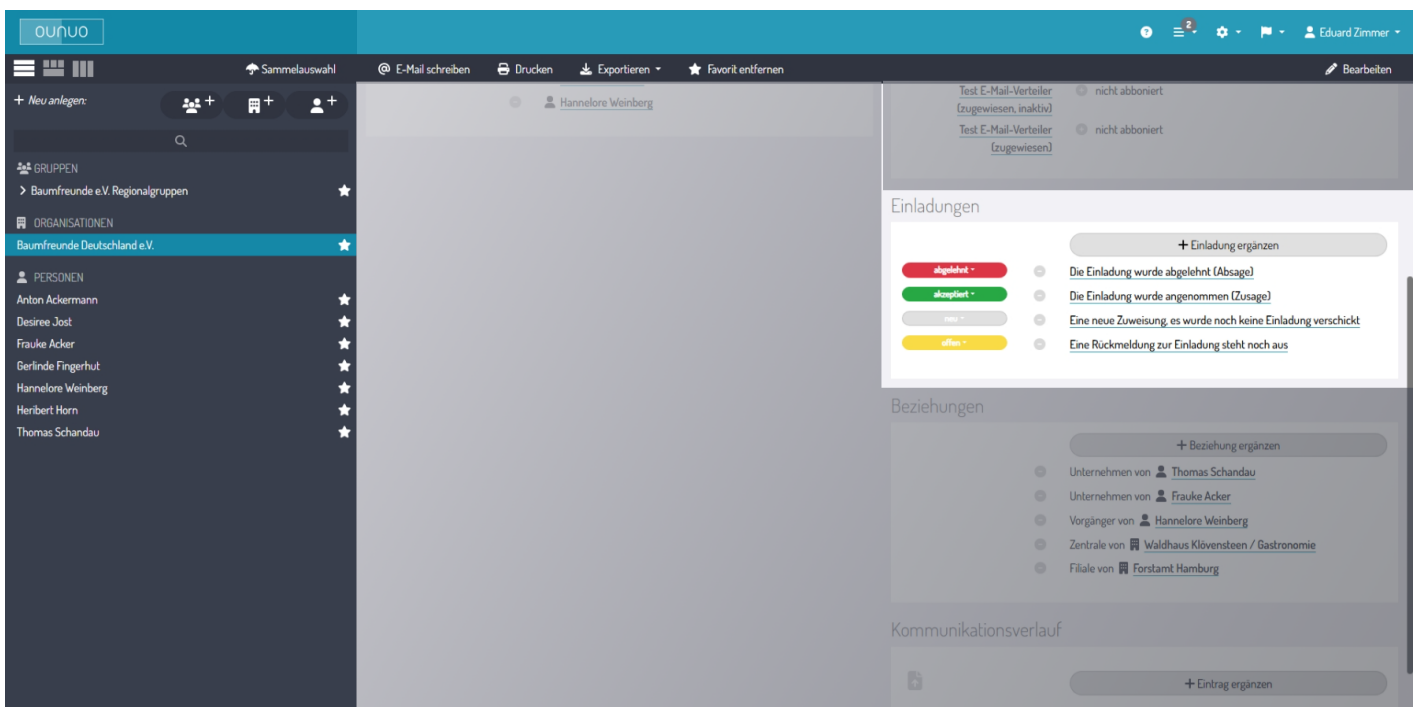 ounuo
2
Eduard Zimmer
Sammelauswahl
@ E-Mail schreiben
Drucken
Exportieren
Favorit entfernen
Bearbeiten
+ Neu anlegen:
+
+
+
Hannelore Weinberg
Test E-Mail-Verteiler
(zugewiesen, inaktiv)
nicht abboniert
Test E-Mail-Verteiler
(zugewiesen)
nicht abboniert
GRUPPEN
Baumfreunde e.V. Regionalgruppen
ORGANISATIONEN
Baumfreunde Deutschland e.V.
PERSONEN
Anton Ackermann
Desiree Jost
Frauke Acker
Gerlinde Fingerhut
Hannelore Weinberg
Heribert Horn
Thomas Schandau
Einladungen
+ Einladung ergänzen
abgelehnt
Die Einladung wurde abgelehnt (Absage)
akzeptiert
Die Einladung wurde angenommen (Zusage)
neu
Eine neue Zuweisung, es wurde noch keine Einladung verschickt
offen
Eine Rückmeldung zur Einladung steht noch aus
Beziehungen
+ Beziehung ergänzen
Unternehmen von Thomas Schandau
Unternehmen von Frauke Acker
Vorgänger von Hannelore Weinberg
Zentrale von Waldhaus Klövensteen / Gastronomie
Filiale von Forstamt Hamburg
Kommunikationsverlauf
+ Eintrag ergänzen